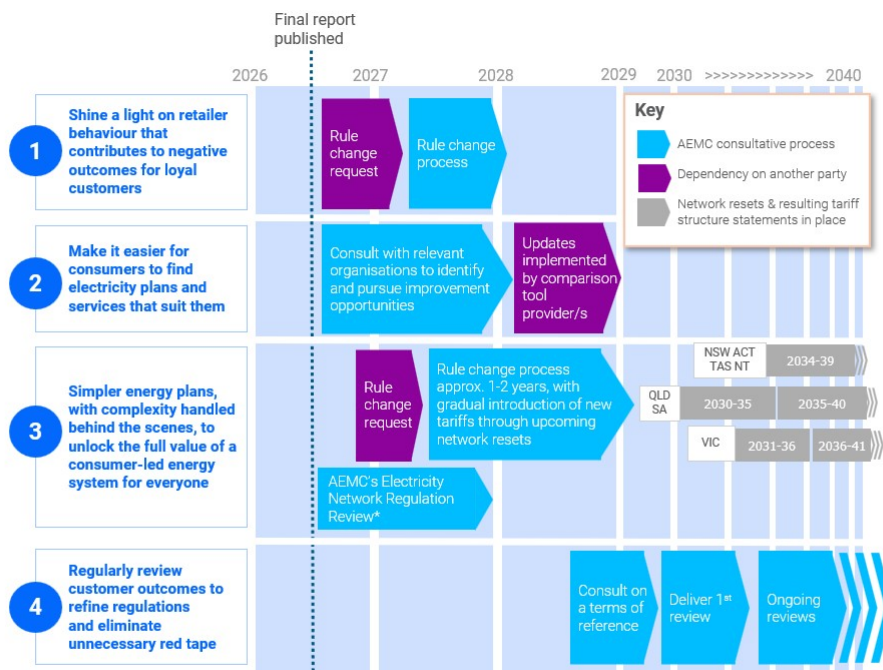 Final report
published
2026
2027
2028
2029
2030
>>>>>>>>>>>>>
2040
Key
AEMC consultative process
Dependency on another party
Network resets & resulting tariff
structure statements in place
1
Shine a light on retailer
behaviour that
contributes to negative
outcomes for loyal
customers
Rule
change
request
Rule change
process
2
Make it easier for
consumers to find
electricity plans and
services that suit them
Consult with relevant
organisations to identify
and pursue improvement
opportunities
Updates
implemented
by comparison
tool
provider/s
3
Simpler energy plans,
with complexity handled
behind the scenes, to
unlock the full value of a
consumer-led energy
system for everyone
Rule
change
request
Rule change process
approx. 1-2 years, with
gradual introduction of new
tariffs through upcoming
network resets
AEMC's Electricity
Network Regulation
Review*
NSW ACT
TAS NT
2034-39
QLD
SA
2030-35
2035-40
VIC
2031-36
2036-41
4
Regularly review
customer outcomes to
refine regulations
and eliminate
unnecessary red tape
Consult on
a terms of
reference
Deliver 1st
review
Ongoing
reviews